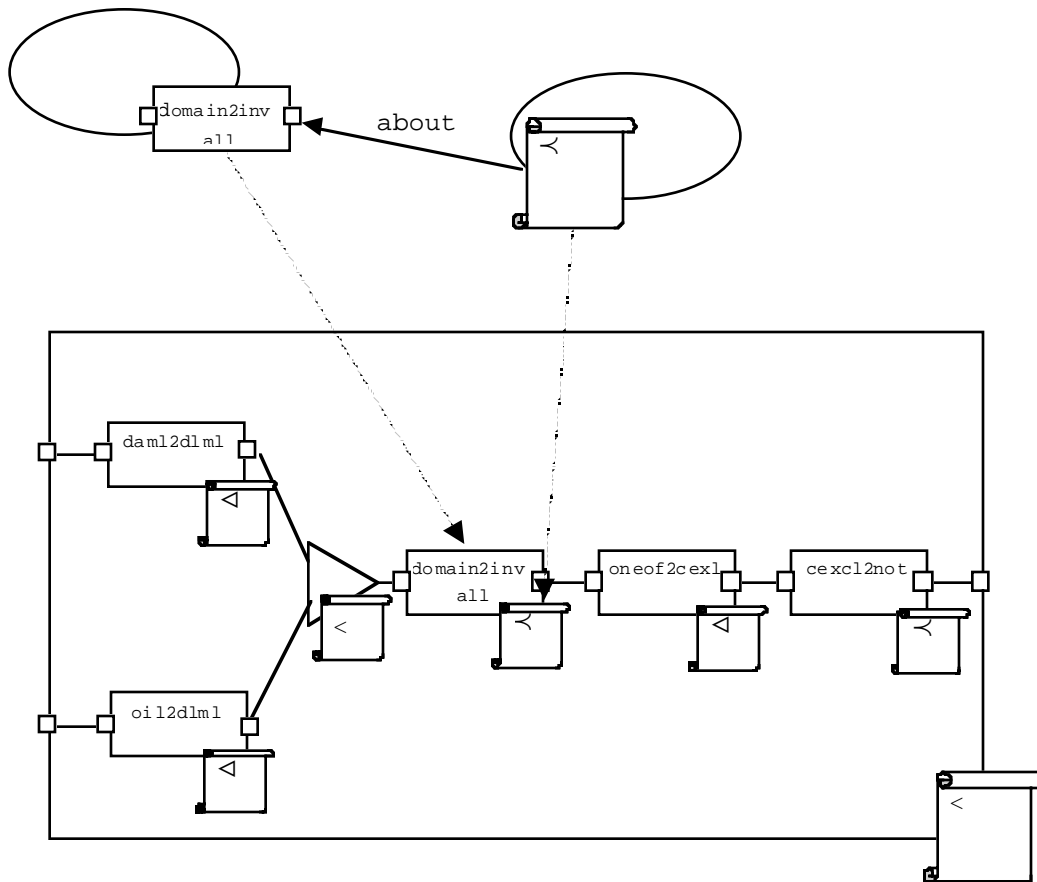 domain2inv
all
about
≺
daml2dlml
◁
domain2inv
all
oneof2cexl
cexcl2not
<
≺
◁
≺
oil2dlml
◁
<